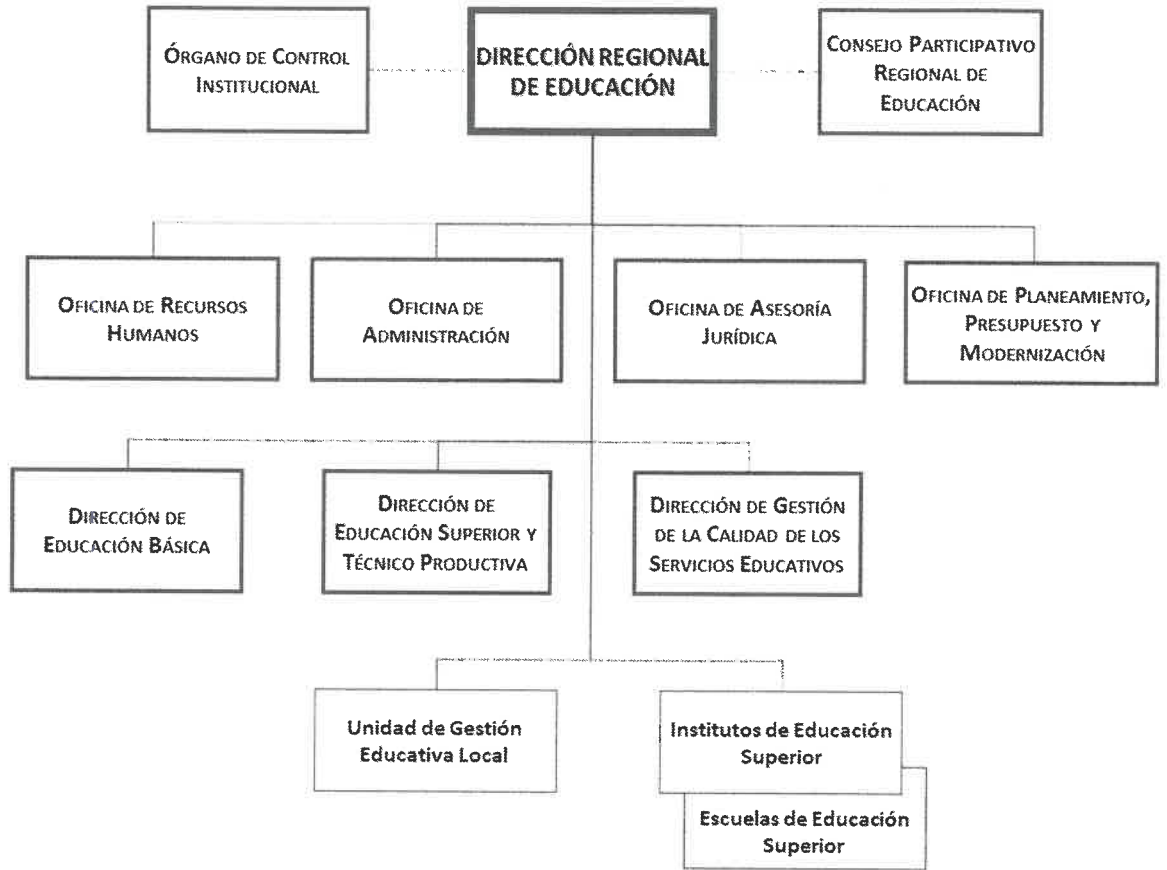 ÓRGANO DE CONTROL
INSTITUCIONAL
DIRECCIÓN REGIONAL
DE EDUCACIÓN
CONSEJO PARTICIPATIVO
REGIONAL DE
EDUCACIÓN
OFICINA DE RECURSOS
HUMANOS
OFICINA DE
ADMINISTRACIÓN
OFICINA DE ASESORÍA
JURÍDICA
OFICINA DE PLANEAMIENTO,
PRESUPUESTO Y
MODERNIZACIÓN
DIRECCIÓN DE
EDUCACIÓN BÁSICA
DIRECCIÓN DE
EDUCACIÓN SUPERIOR Y
TÉCNICO PRODUCTIVA
DIRECCIÓN DE GESTIÓN
DE LA CALIDAD DE LOS
SERVICIOS EDUCATIVOS
Unidad de Gestión
Educativa Local
Institutos de Educación
Superior
Escuelas de Educación
Superior